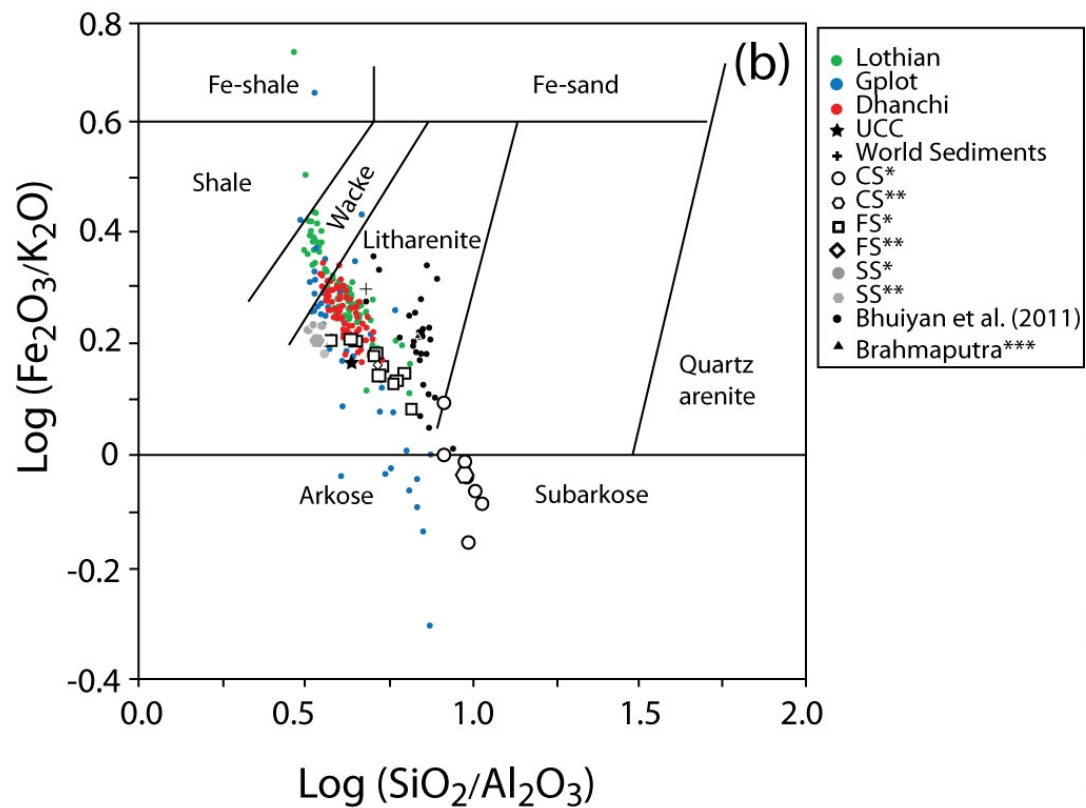 0.8
(b)
Fe-shale
Fe-sand
0.6
Shale
Wacke
Litharenite
0.4
Log (Fe₂O₃/K₂O)
0.2
Quartz
arenite
0
Arkose
Subarkose
-0.2
-0.4
0.0
0.5
1.0
1.5
2.0
Log (SiO₂/Al₂O₃)
Lothian
Gplot
Dhanchi
UCC
World Sediments
CS*
CS**
FS*
FS**
SS*
SS**
Bhuiyan et al. (2011)
Brahmaputra***